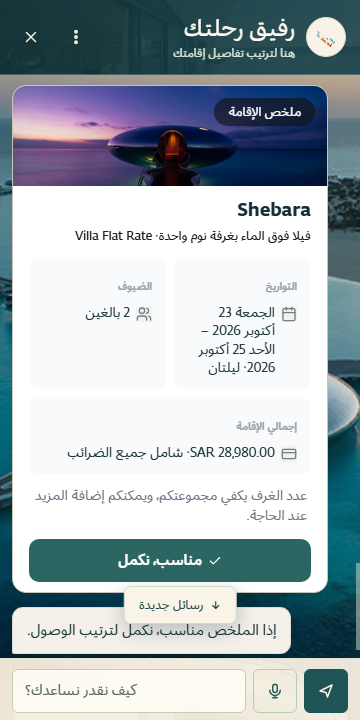 رفيق رحلتك
هنا لترتيب تفاصيل إقامتك
ملخص الإقامة
Shebara
فيلا فوق الماء بغرفة نوم واحدة· Villa Flat Rate
التواريخ
الجمعة 23
أكتوبر 2026 –
الأحد 25 أكتوبر
2026· ليلتان
الضيوف
2 بالغين
إجمالي الإقامة
SAR 28,980.00· شامل جميع الضرائب
عدد الغرف يكفي مجموعتكم، ويمكنكم إضافة المزيد
عند الحاجة.
مناسب، نكمل
رسائل جديدة
إذا الملخص مناسب، نكمل لترتيب الوصول.
كيف نقدر نساعدك؟